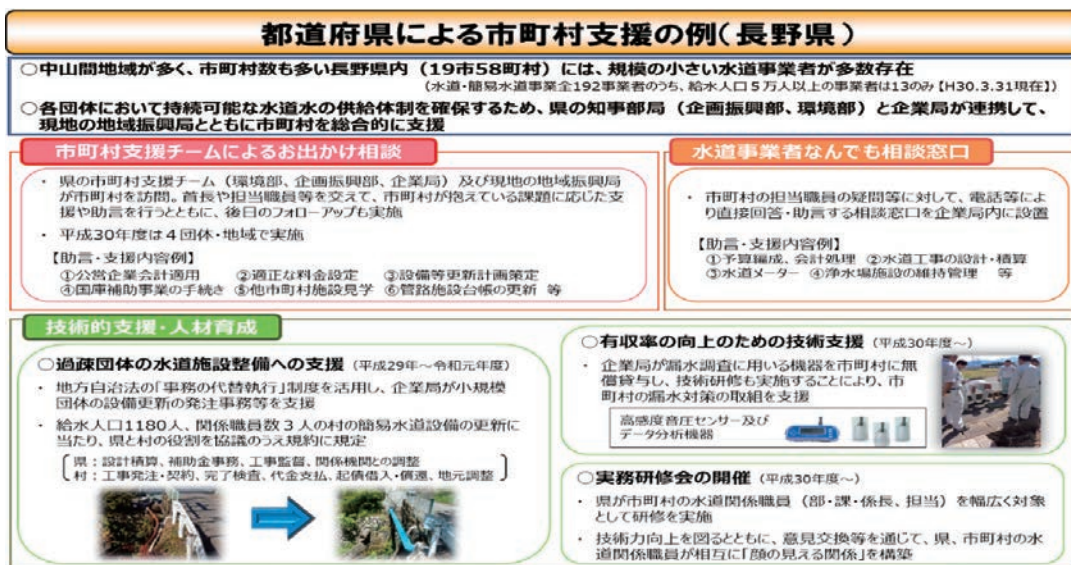 都道府県による市町村支援の例(長野県)
○中山間地域が多く、市町村数も多い長野県内（19市58町村）には、規模の小さい水道事業者が多数存在
（水道・簡易水道事業全192事業者のうち、給水人口５万人以上の事業者は13のみ【H30.3.31現在】）
○各団体において持続可能な水道水の供給体制を確保するため、県の知事部局（企画振興部、環境部）と企業局が連携して、
現地の地域振興局とともに市町村を総合的に支援
市町村支援チームによるお出かけ相談
・ 県の市町村支援チーム（環境部、企画振興部、企業局）及び現地の地域振興局
が市町村を訪問。首長や担当職員等を交えて、市町村が抱えている課題に応じた支
援や助言を行うとともに、後日のフォローアップも実施
・ 平成30年度は４団体・地域で実施
【助言・支援内容例】
①公営企業会計適用 ②適正な料金設定 ③設備等更新計画策定
④国庫補助事業の手続き ⑤他市町村施設見学 ⑥管路施設台帳の更新 等
水道事業者なんでも相談窓口
・ 市町村の担当職員の疑問等に対して、電話等によ
り直接回答・助言する相談窓口を企業局内に設置
【助言・支援内容例】
①予算編成、会計処理 ②水道工事の設計・積算
③水道メーター ④浄水場施設の維持管理 等
技術的支援・人材育成
○過疎団体の水道施設整備への支援（平成29年～令和元年度）
・ 地方自治法の「事務の代替執行」制度を活用し、企業局が小規模
団体の設備更新の発注事務等を支援
・ 給水人口1180人、関係職員数３人の村の簡易水道設備の更新に
当たり、県と村の役割を協議のうえ規約に規定
県：設計積算、補助金事務、工事監督、関係機関との調整
村：工事発注・契約、完了検査、代金支払、起債借入・償還、地元調整
○有収率の向上のための技術支援（平成30年度～）
・ 企業局が漏水調査に用いる機器を市町村に無
償貸与し、技術研修も実施することにより、市
町村の漏水対策の取組を支援
高感度音圧センサー及び
データ分析機器
○実務研修会の開催（平成30年度～）
・ 県が市町村の水道関係職員（部・課・係長、担当）を幅広く対象
として研修を実施
・ 技術力向上を図るとともに、意見交換等を通じて、県、市町村の水
道関係職員が相互に「顔の見える関係」を構築